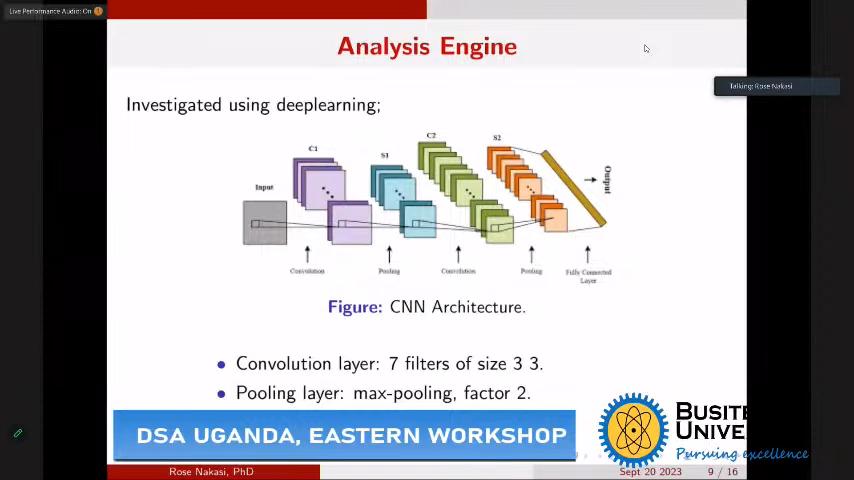 Live Performance Audio: On
Analysis Engine
Talking: Rose Nakasi
Investigated using deeplearning;
C1
S1
C2
S2
Input
Output
Convolution
Pooling
Convolution
Pooling
Fully Connected
Layer
Figure: CNN Architecture.
• Convolution layer: 7 filters of size 3 3.
• Pooling layer: max-pooling, factor 2.
DSA UGANDA, EASTERN WORKSHOP
BUSITE
UNIVE
Pursuing excellence
Rose Nakasi, PhD
Sept 20 2023
9 / 16